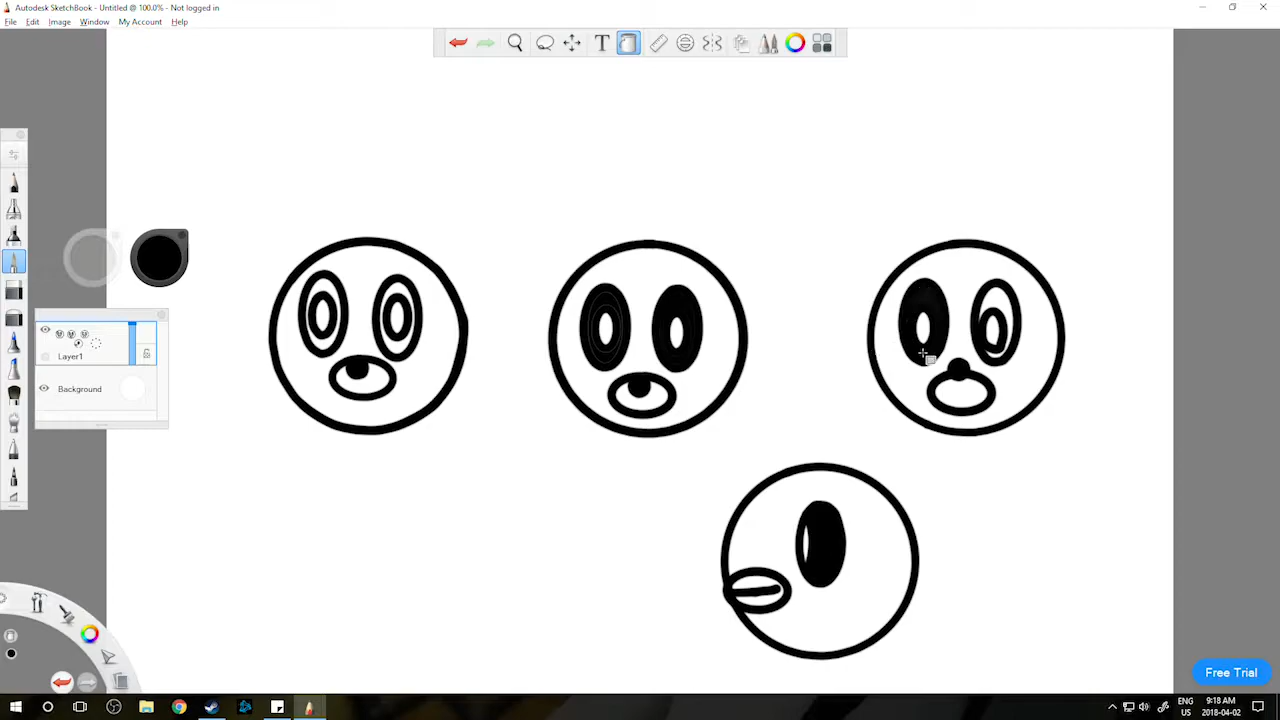 Autodesk SketchBook - Untitled @ 100.0% - Not logged in
File Edit Image Window My Account Help
T
Layer1
Background
Free Trial
ENG 9:18 AM
US 2018-04-02